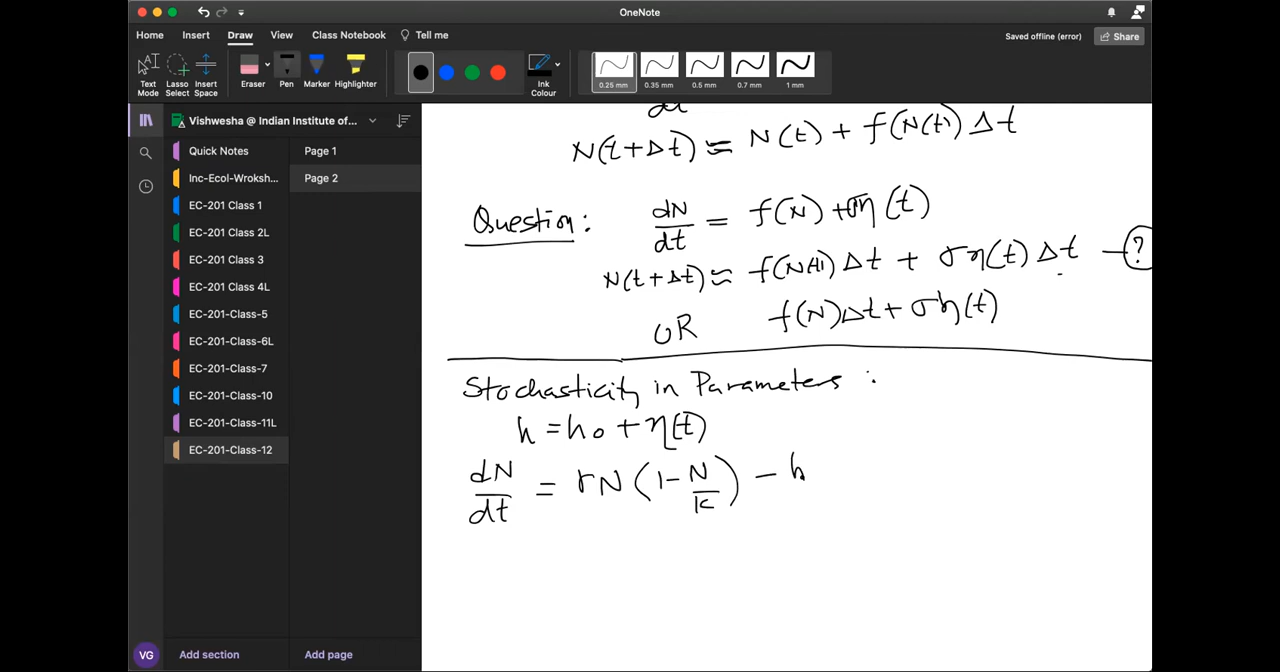 OneNote
Home Insert Draw View Class Notebook Tell me
Saved offline (error) Share
Text Mode Lasso Select Insert Space Eraser Pen Marker Highlighter Ink Colour 0.25 mm 0.35 mm 0.5 mm 0.7 mm 1 mm
Vishwesha @ Indian Institute of...
Quick Notes
Inc-Ecol-Wroksh...
EC-201 Class 1
EC-201 Class 2L
EC-201 Class 3
EC-201 Class 4L
EC-201-Class-5
EC-201-Class-6L
EC-201-Class-7
EC-201-Class-10
EC-201-Class-11L
EC-201-Class-12
Page 1
Page 2
VG Add section Add page
dt
N(t+Δt) ≈ N(t) + f(N(t)) Δt
Question: dN/dt = f(N) + ση(t)
N(t+Δt) ≈ f(N(t)) Δt + ση(t) Δt — ?
OR f(N)Δt + ση(t)
Stochasticity in Parameters :
h = h₀ + η(t)
dN/dt = rN (1 - N/K) - h